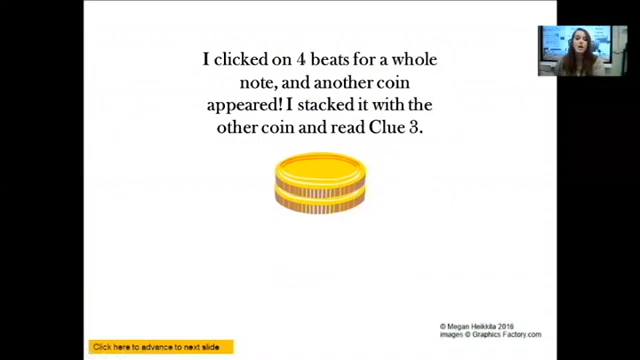 I clicked on 4 beats for a whole
note, and another coin
appeared! I stacked it with the
other coin and read Clue 3.
© Megan Heikkila 2016
images © Graphics Factory.com
Click here to advance to next slide